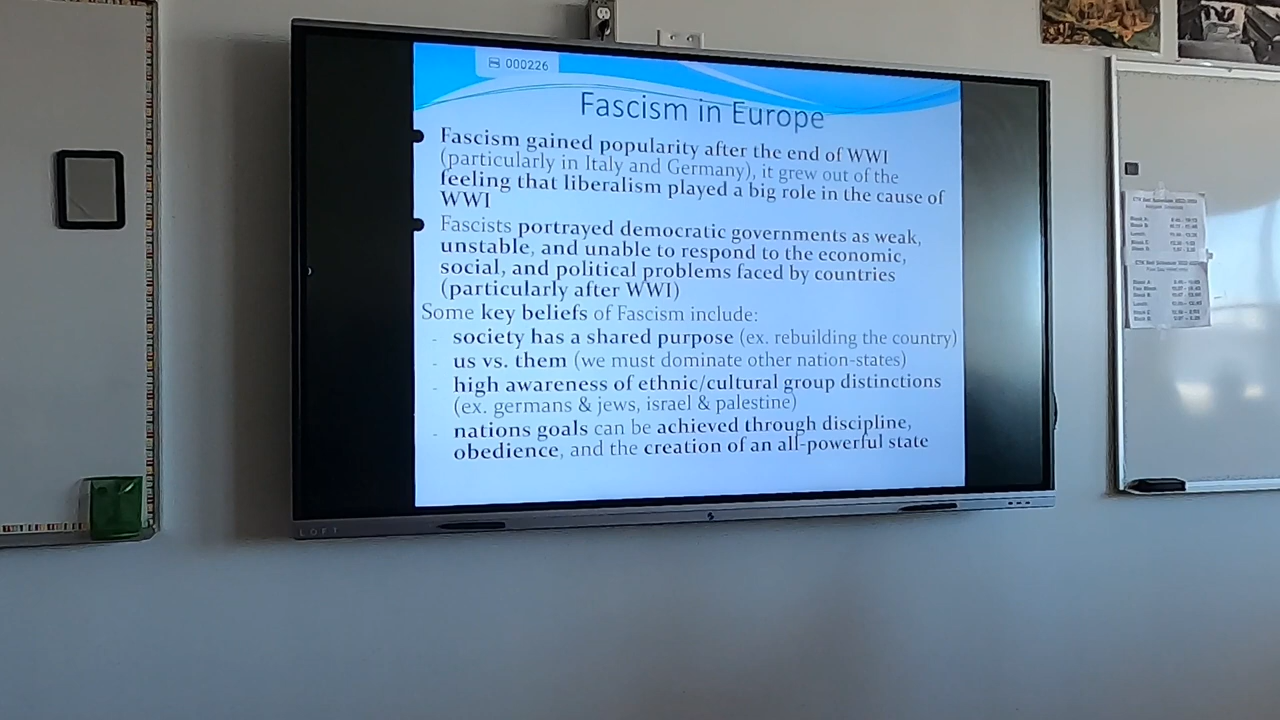 000226
Fascism in Europe
Fascism gained popularity after the end of WWI
(particularly in Italy and Germany), it grew out of the
feeling that liberalism played a big role in the cause of
WWI
Fascists portrayed democratic governments as weak,
unstable, and unable to respond to the economic,
social, and political problems faced by countries
(particularly after WWI)
Some key beliefs of Fascism include:
- society has a shared purpose (ex. rebuilding the country)
- us vs. them (we must dominate other nation-states)
- high awareness of ethnic/cultural group distinctions
(ex. germans & jews, israel & palestine)
- nations goals can be achieved through discipline,
obedience, and the creation of an all-powerful state
LOFT